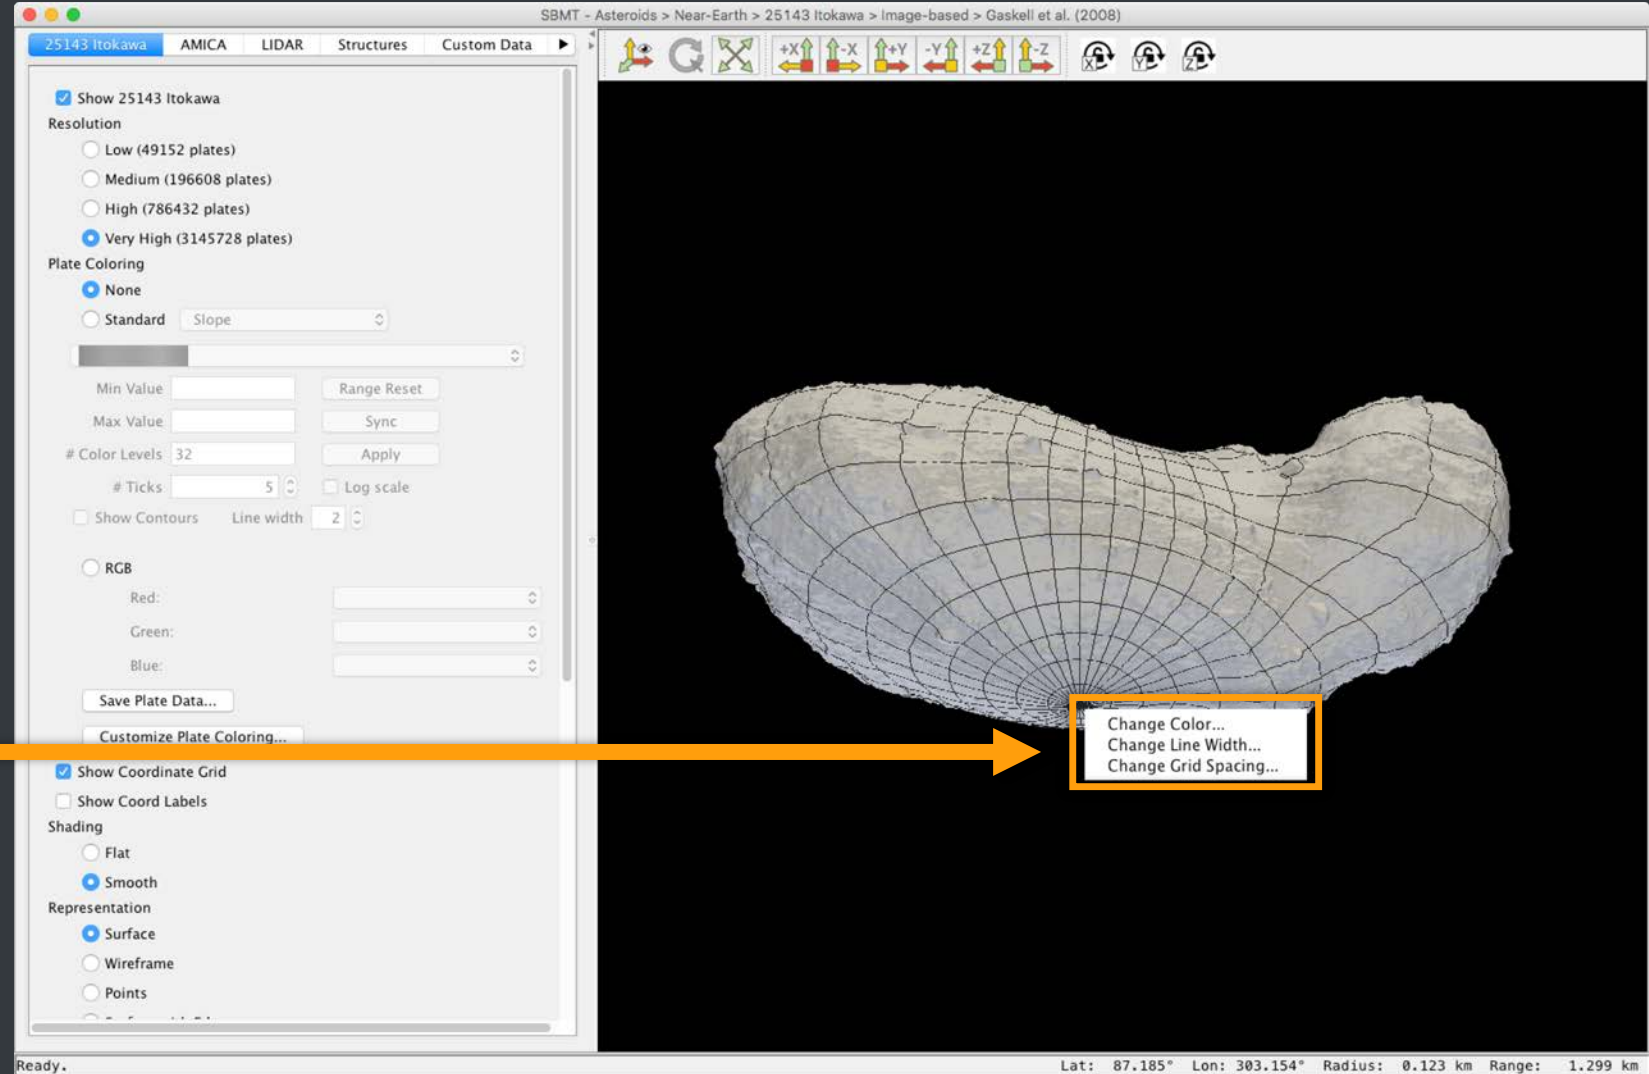 SBMT - Asteroids > Near-Earth > 25143 Itokawa > Image-based > Gaskell et al. (2008)
25143 Itokawa AMICA LIDAR Structures Custom Data
+X -X +Y -Y +Z -Z X Y Z
Show 25143 Itokawa
Resolution
Low (49152 plates)
Medium (196608 plates)
High (786432 plates)
Very High (3145728 plates)
Plate Coloring
None
Standard Slope
Min Value Range Reset
Max Value Sync
# Color Levels 32 Apply
# Ticks 5 Log scale
Show Contours Line width 2
RGB
Red:
Green:
Blue:
Save Plate Data...
Customize Plate Coloring...
Show Coordinate Grid
Show Coord Labels
Shading
Flat
Smooth
Representation
Surface
Wireframe
Points
Change Color...
Change Line Width...
Change Grid Spacing...
Ready.
Lat: 87.185° Lon: 303.154° Radius: 0.123 km Range: 1.299 km